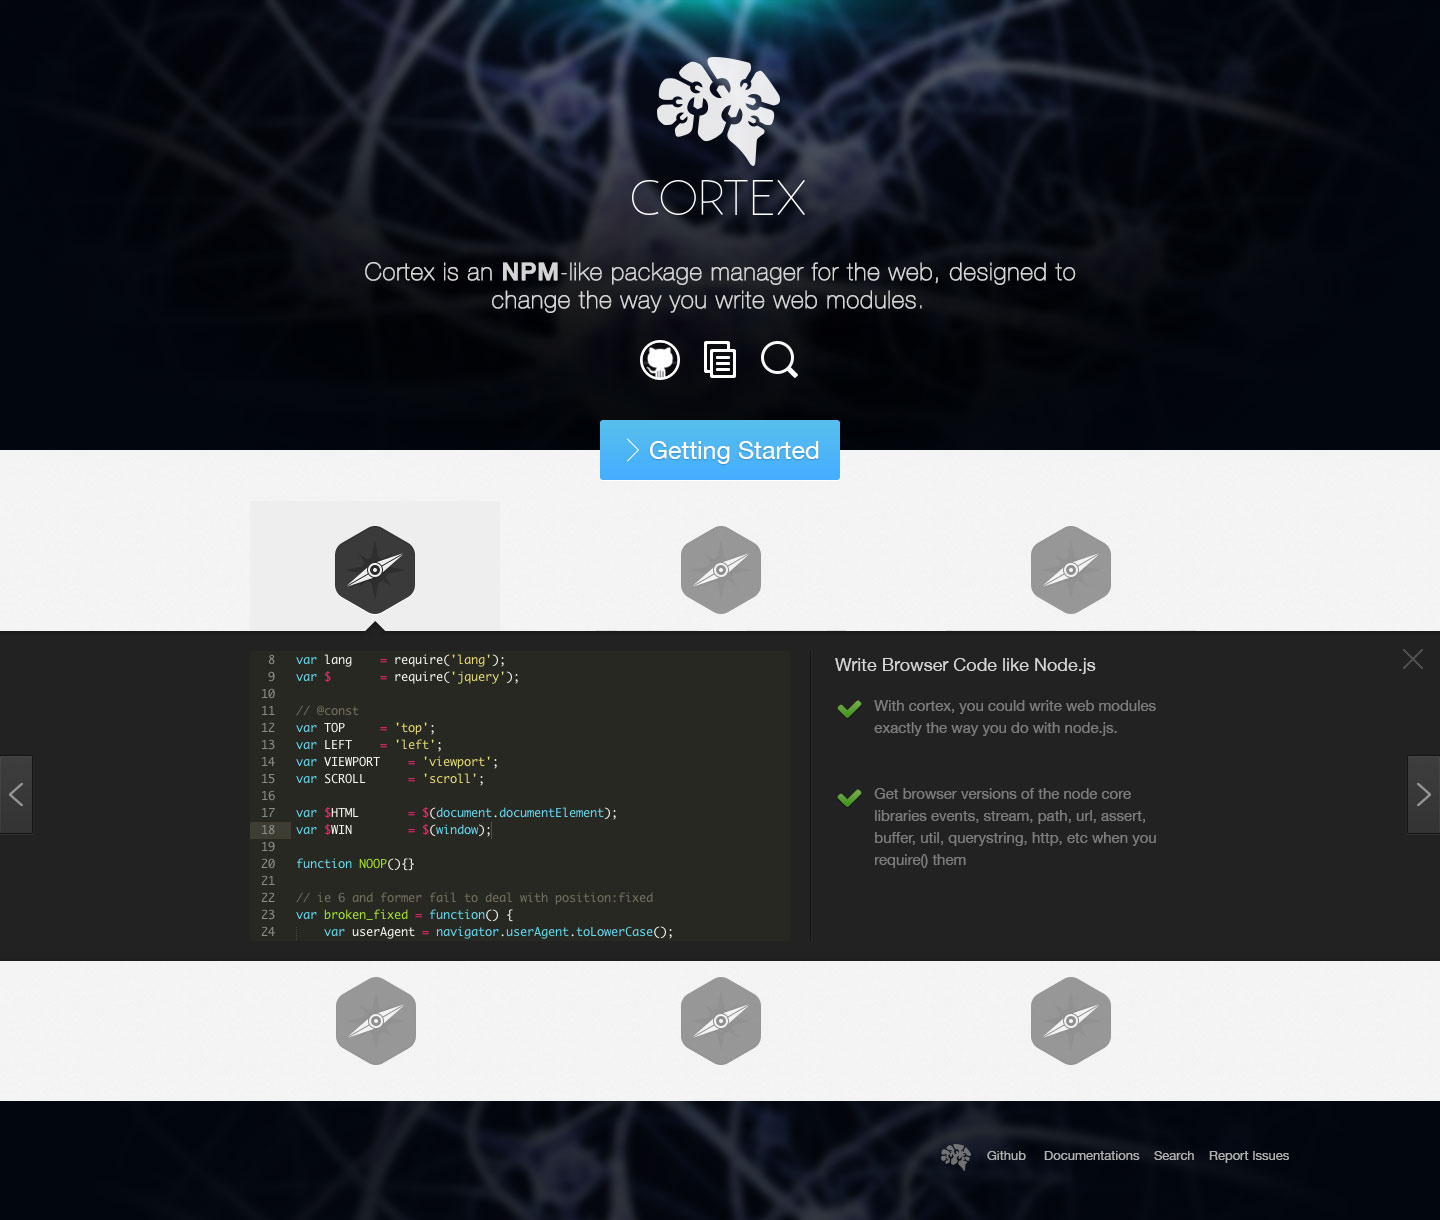 CORTEX
Cortex is an NPM-like package manager for the web, designed to
change the way you write web modules.
Getting Started
8 var lang = require('lang');
9 var $ = require('jquery');
10
11 // @const
12 var TOP = 'top';
13 var LEFT = 'left';
14 var VIEWPORT = 'viewport';
15 var SCROLL = 'scroll';
16
17 var $HTML = $(document.documentElement);
18 var $WIN = $(window);
19
20 function NOOP(){}
21
22 // ie 6 and former fail to deal with position:fixed
23 var broken_fixed = function() {
24 var userAgent = navigator.userAgent.toLowerCase();
Write Browser Code like Node.js
With cortex, you could write web modules
exactly the way you do with node.js.
Get browser versions of the node core
libraries events, stream, path, url, assert,
buffer, util, querystring, http, etc when you
require() them
Github Documentations Search Report Issues